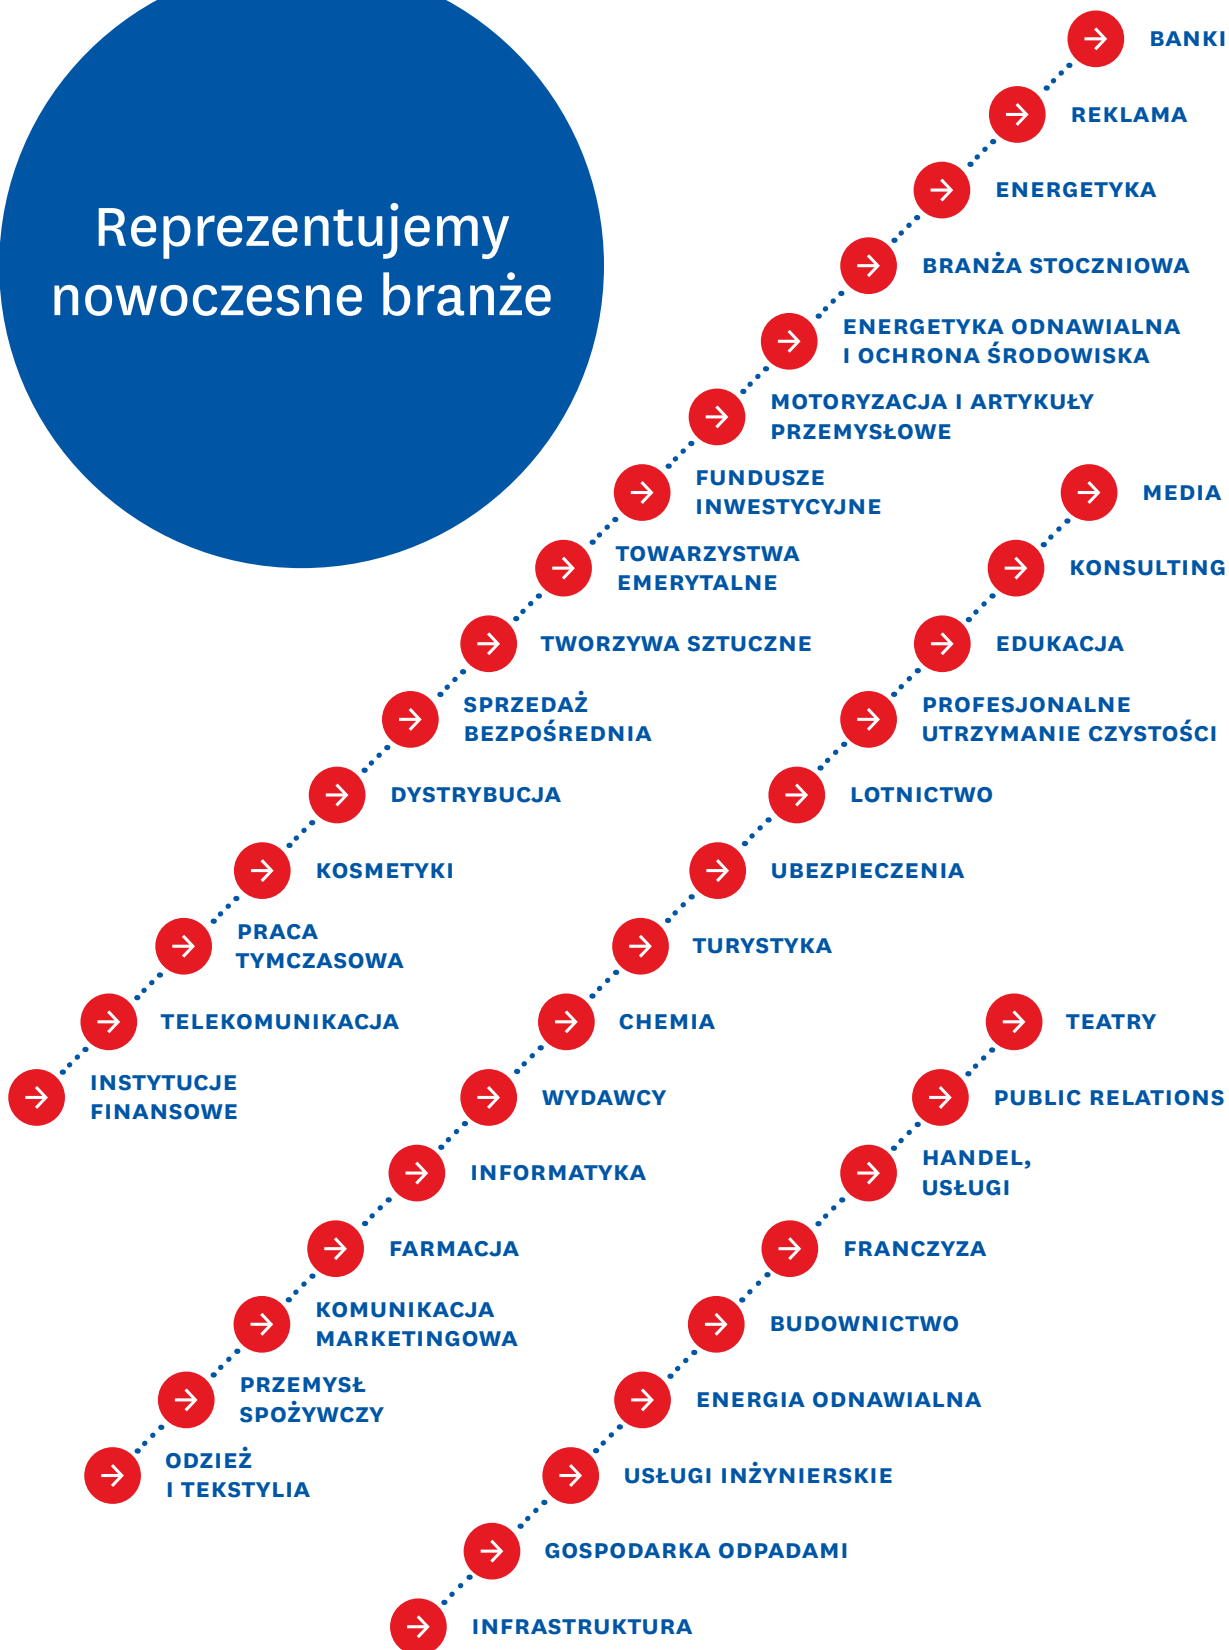 Reprezentujemy
nowoczesne branże
BANKI
REKLAMA
ENERGETYKA
BRANŻA STOCZNIOWA
ENERGETYKA ODNAWIALNA
I OCHRONA ŚRODOWISKA
MOTORYZACJA I ARTYKUŁY
PRZEMYSŁOWE
FUNDUSZE
INWESTYCYJNE
TOWARZYSTWA
EMERYTALNE
TWORZYWA SZTUCZNE
SPRZEDAŻ
BEZPOŚREDNIA
DYSTRYBUCJA
KOSMETYKI
PRACA
TYMCZASOWA
TELEKOMUNIKACJA
INSTYTUCJE
FINANSOWE
MEDIA
KONSULTING
EDUKACJA
PROFESJONALNE
UTRZYMANIE CZYSTOŚCI
LOTNICTWO
UBEZPIECZENIA
TURYSTYKA
CHEMIA
WYDAWCY
INFORMATYKA
FARMACJA
KOMUNIKACJA
MARKETINGOWA
PRZEMYSŁ
SPOŻYWCZY
ODZIEŻ
I TEKSTYLIA
TEATRY
PUBLIC RELATIONS
HANDEL,
USŁUGI
FRANCZYZA
BUDOWNICTWO
ENERGIA ODNAWIALNA
USŁUGI INŻYNIERSKIE
GOSPODARKA ODPADAMI
INFRASTRUKTURA